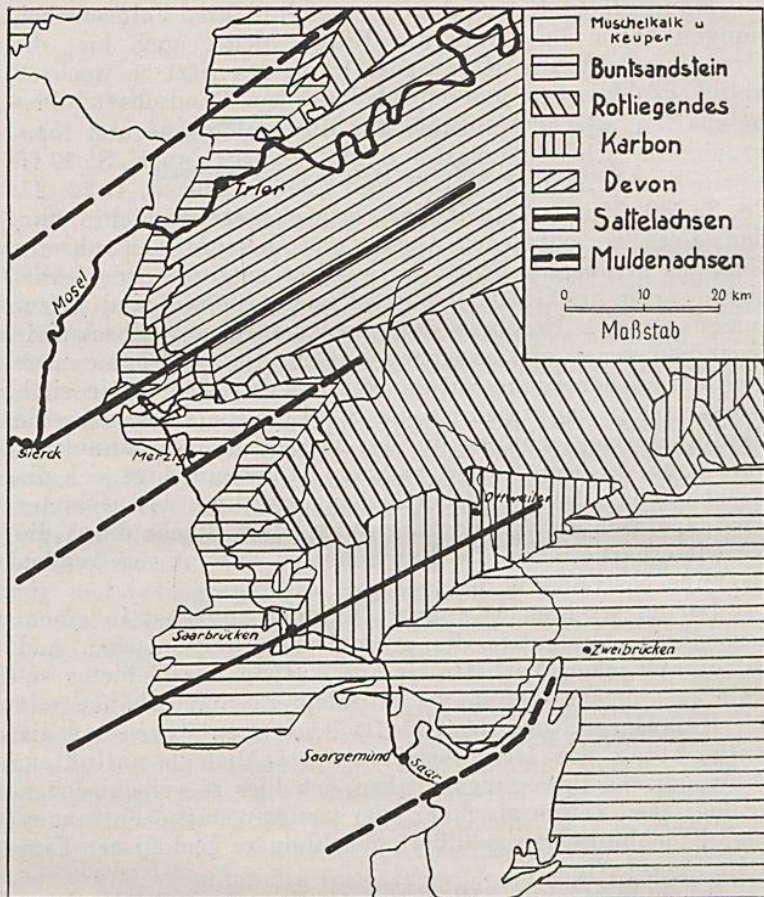 Muschelkalk u
Keuper
Buntsandstein
Rotliegendes
Karbon
Devon
Sattelachsen
Muldenachsen
0 10 20 km
Maßstab
Trier
Mosel
Sierck
Merzig
Ottweiler
Saarbrücken
Zweibrücken
Saargemünd
Saar